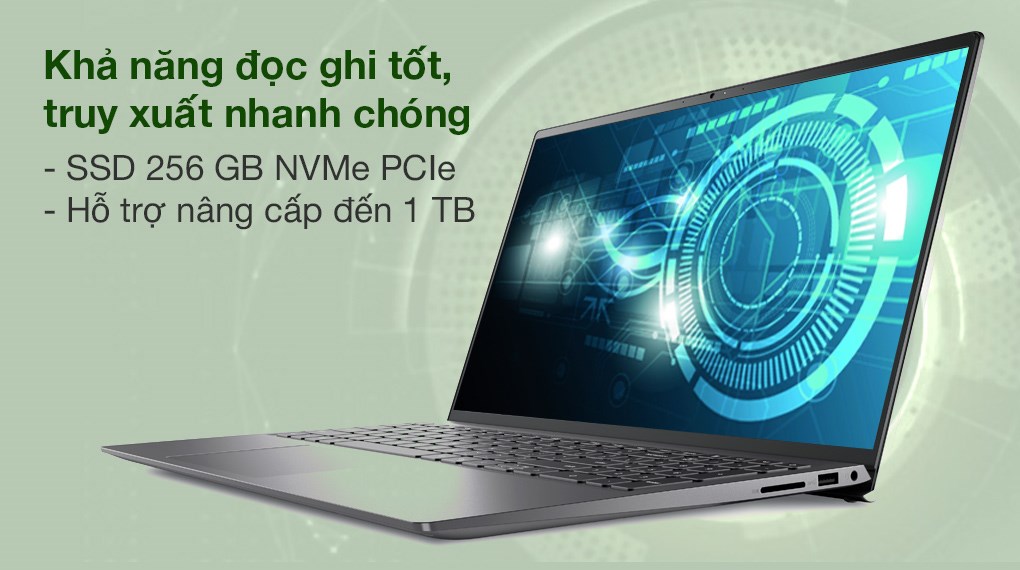 Khả năng đọc ghi tốt,
truy xuất nhanh chóng
- SSD 256 GB NVMe PCIe
- Hỗ trợ nâng cấp đến 1 TB